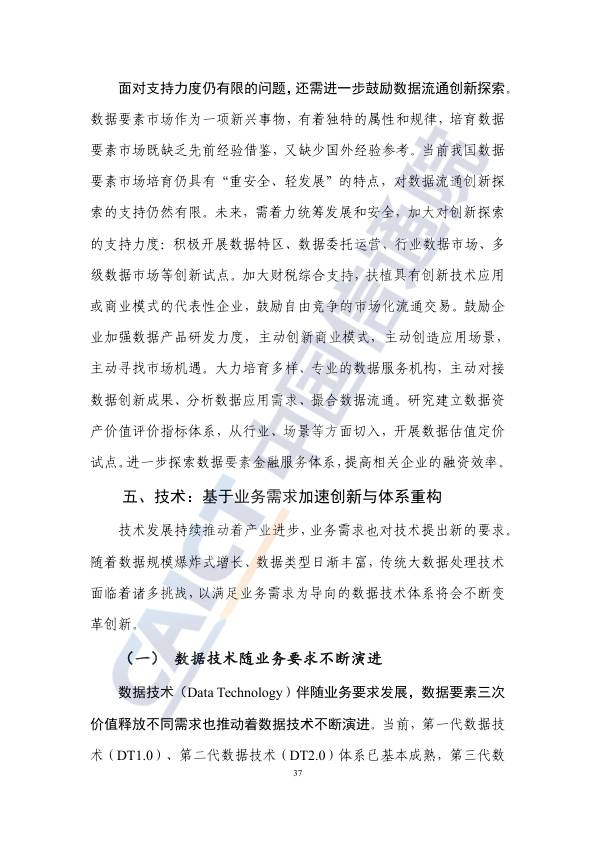 面对支持力度仍有限的问题，还需进一步鼓励数据流通创新探索。
数据要素市场作为一项新兴事物，有着独特的属性和规律，培育数据
要素市场既缺乏先前经验借鉴，又缺少国外经验参考。当前我国数据
要素市场培育仍具有“重安全、轻发展”的特点，对数据流通创新探
索的支持仍然有限。未来，需着力统筹发展和安全，加大对创新探索
的支持力度：积极开展数据特区、数据委托运营、行业数据市场、多
级数据市场等创新试点。加大财税综合支持，扶植具有创新技术应用
或商业模式的代表性企业，鼓励自由竞争的市场化流通交易。鼓励企
业加强数据产品研发力度，主动创新商业模式，主动创造应用场景，
主动寻找市场机遇。大力培育多样、专业的数据服务机构，主动对接
数据创新成果、分析数据应用需求、撮合数据流通。研究建立数据资
产价值评价指标体系，从行业、场景等方面切入，开展数据估值定价
试点。进一步探索数据要素金融服务体系，提高相关企业的融资效率。
五、技术：基于业务需求加速创新与体系重构
技术发展持续推动着产业进步，业务需求也对技术提出新的要求。
随着数据规模爆炸式增长、数据类型日渐丰富，传统大数据处理技术
面临着诸多挑战，以满足业务需求为导向的数据技术体系将会不断变
革创新。
（一） 数据技术随业务要求不断演进
数据技术（Data Technology）伴随业务要求发展，数据要素三次
价值释放不同需求也推动着数据技术不断演进。当前，第一代数据技
术（DT1.0）、第二代数据技术（DT2.0）体系已基本成熟，第三代数
37
CAICT 中国信通院